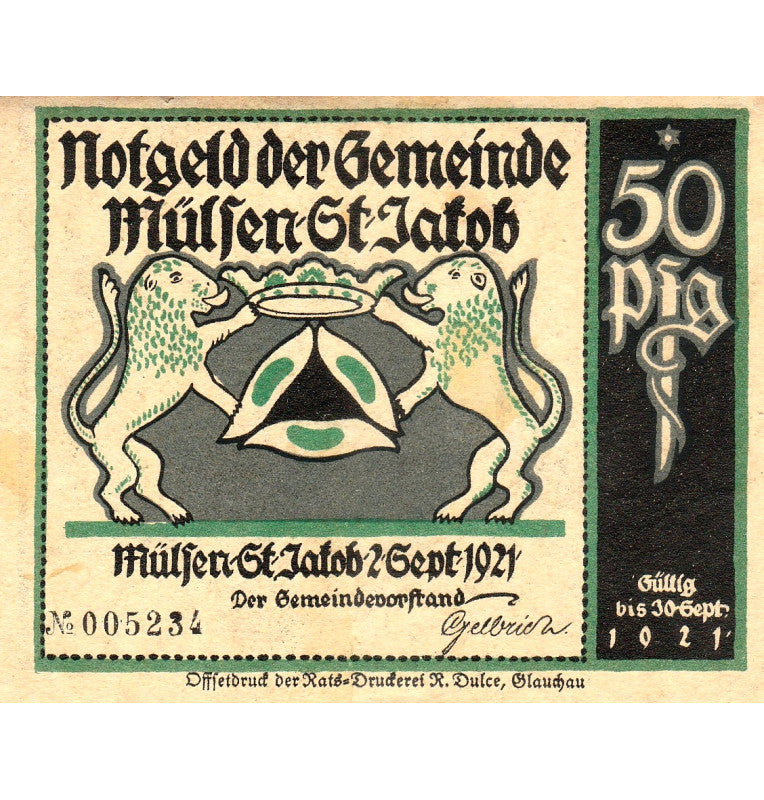 Notgeld der Gemeinde
Mülsen-St-Jakob
50
Pfg
Mülsen-St-Jakob 2 Sept 1921
Der Gemeindevorstand
№ 005234
Gelbrich.
Gültig
bis 30 Sept.
1921
Offsetdruck der Rats-Druckerei R. Dulce, Glauchau